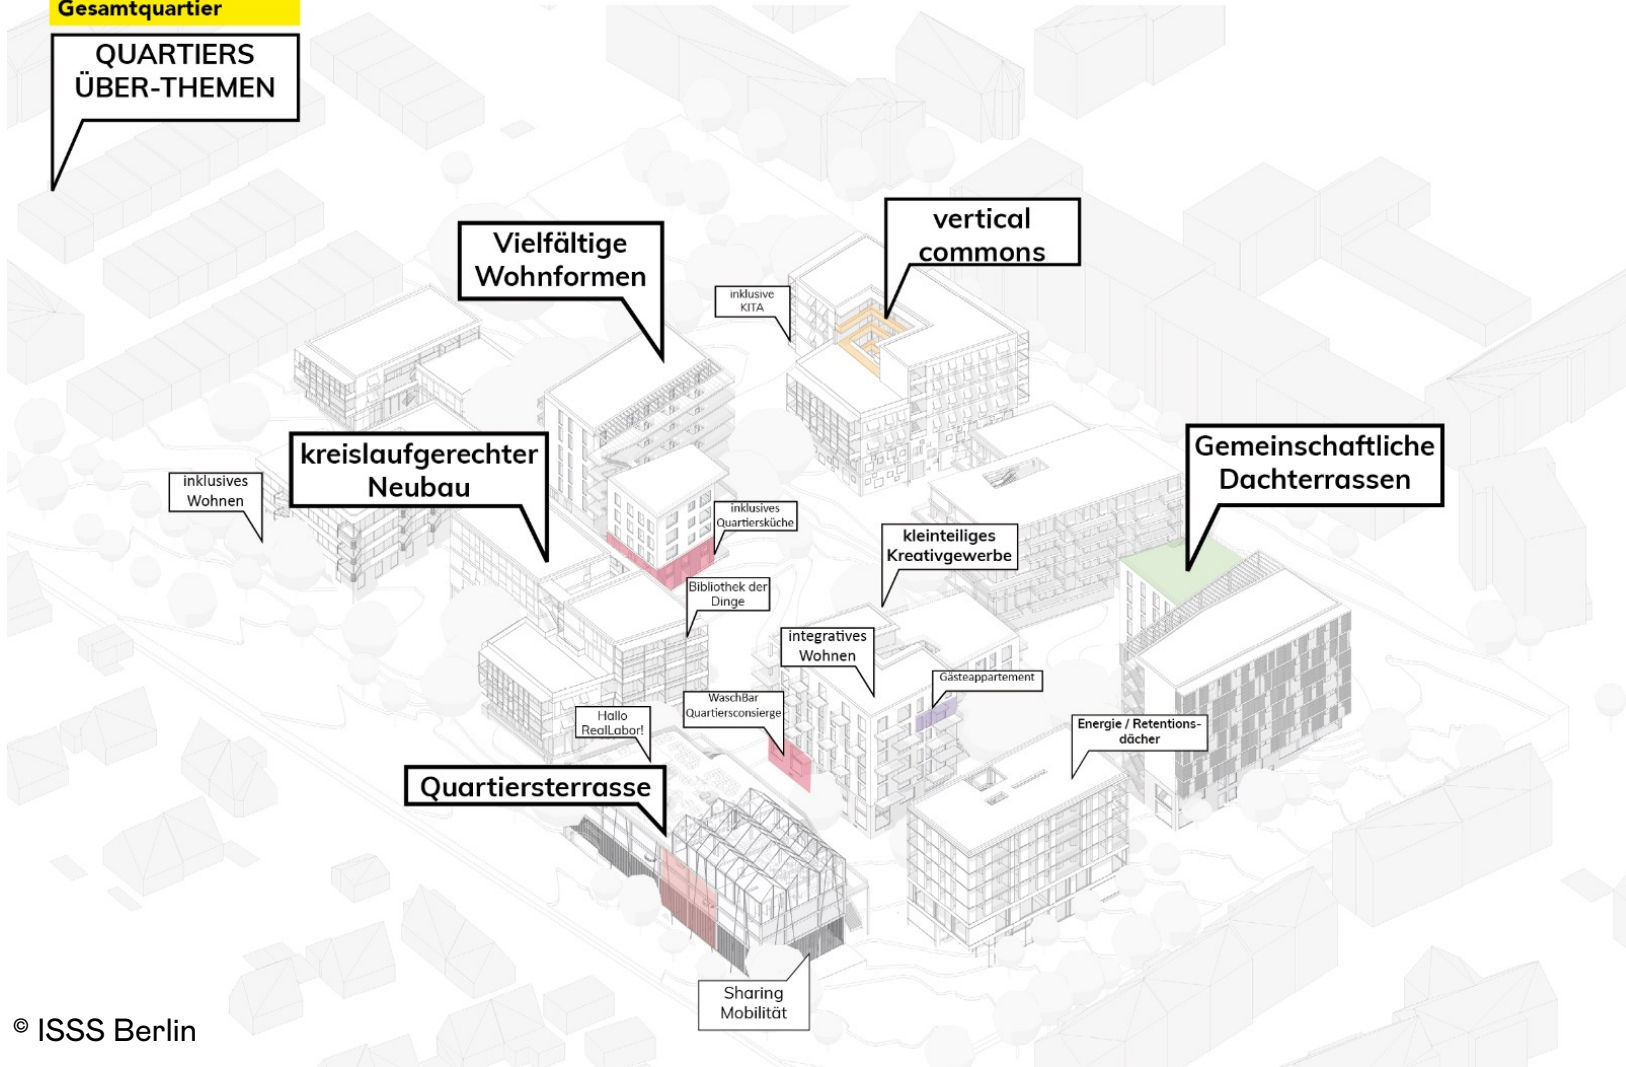 Gesamtquartier
QUARTIERS
ÜBER-THEMEN
Vielfältige
Wohnformen
vertical
commons
inklusive
KITA
kreislaufgerechter
Neubau
Gemeinschaftliche
Dachterrassen
inklusives
Wohnen
inklusives
Quartiersküche
kleinteiliges
Kreativgewerbe
Bibliothek der
Dinge
integratives
Wohnen
Gästeappartement
WaschBar
Quartiersconsierge
Hallo
RealLabor!
Energie / Retentions-
dächer
Quartiersterrasse
Sharing
Mobilität
© ISSS Berlin